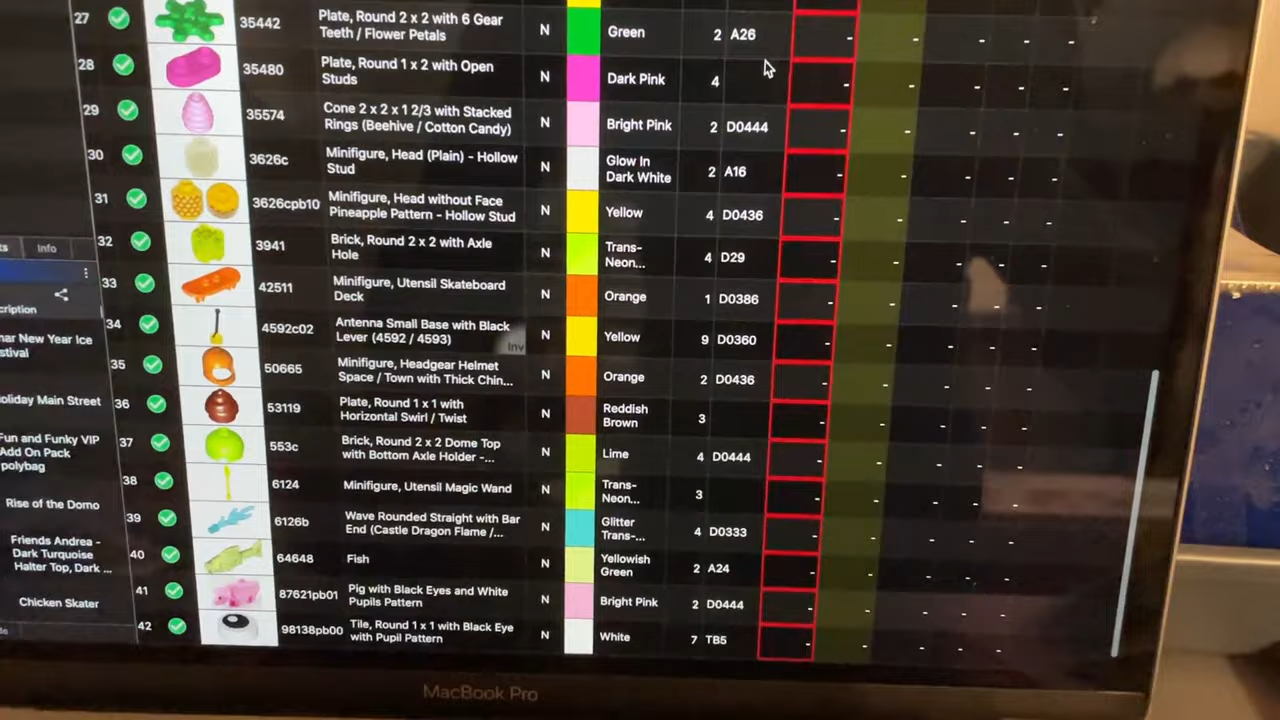 27 35442 Plate, Round 2 x 2 with 6 Gear
Teeth / Flower Petals N Green 2 A26
28 35480 Plate, Round 1 x 2 with Open
Studs N Dark Pink 4
29 35574 Cone 2 x 2 x 1 2/3 with Stacked
Rings (Beehive / Cotton Candy) N Bright Pink 2 D0444
30 3626c Minifigure, Head (Plain) - Hollow
Stud N Glow In
Dark White 2 A16
31 3626cpb10 Minifigure, Head without Face
Pineapple Pattern - Hollow Stud N Yellow 4 D0436
32 3941 Brick, Round 2 x 2 with Axle
Hole N Trans-
Neon... 4 D29
33 42511 Minifigure, Utensil Skateboard
Deck N Orange 1 D0386
34 4592c02 Antenna Small Base with Black
Lever (4592 / 4593) Inv N Yellow 9 D0360
35 50665 Minifigure, Headgear Helmet
Space / Town with Thick Chin... N Orange 2 D0436
36 53119 Plate, Round 1 x 1 with
Horizontal Swirl / Twist N Reddish
Brown 3
37 553c Brick, Round 2 x 2 Dome Top
with Bottom Axle Holder -... N Lime 4 D0444
38 6124 Minifigure, Utensil Magic Wand N Trans-
Neon... 3
39 6126b Wave Rounded Straight with Bar
End (Castle Dragon Flame /... N Glitter
Trans-... 4 D0333
40 64648 Fish N Yellowish
Green 2 A24
41 87621pb01 Pig with Black Eyes and White
Pupils Pattern N Bright Pink 2 D0444
42 98138pb00 Tile, Round 1 x 1 with Black Eye
with Pupil Pattern N White 7 TB5
ts Info
cription
nar New Year Ice
stival
oliday Main Street
Fun and Funky VIP
Add On Pack
polybag
Rise of the Domo
Friends Andrea -
Dark Turquoise
Halter Top, Dark ...
Chicken Skater
MacBook Pro